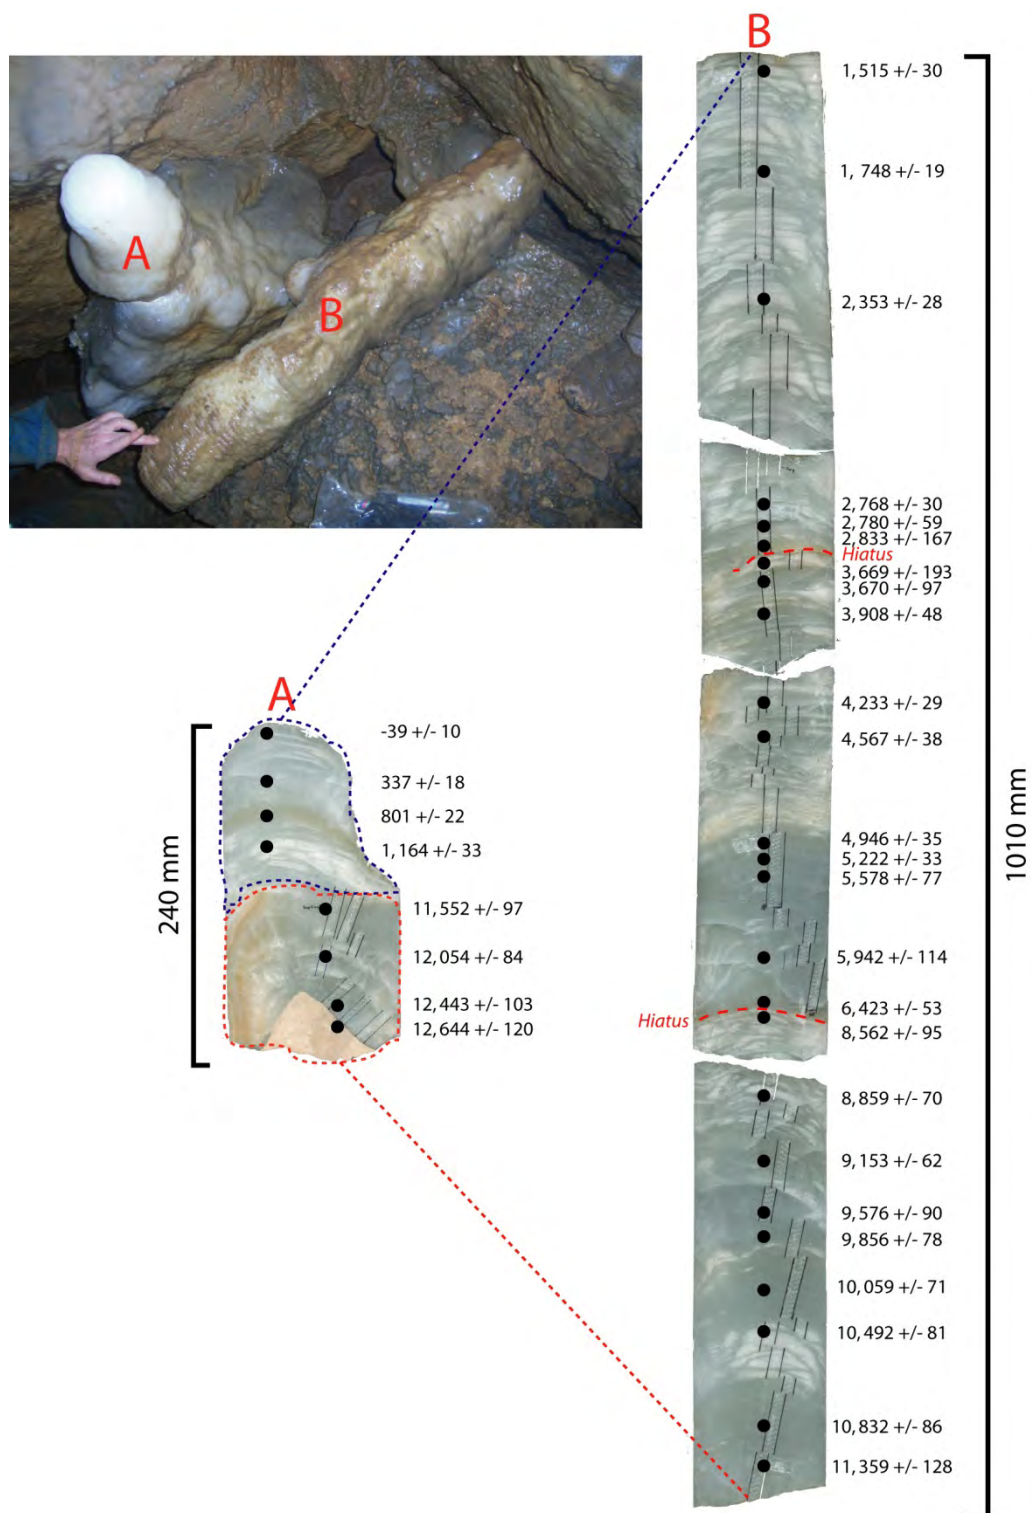 B
1,515 +/- 30
1, 748 +/- 19
2,353 +/- 28
A
B
2,768 +/- 30
2,780 +/- 59
2,833 +/- 167
Hiatus
3,669 +/- 193
3,670 +/- 97
3,908 +/- 48
4,233 +/- 29
4,567 +/- 38
4,946 +/- 35
5,222 +/- 33
5,578 +/- 77
5,942 +/- 114
6,423 +/- 53
Hiatus
8,562 +/- 95
8,859 +/- 70
9,153 +/- 62
9,576 +/- 90
9,856 +/- 78
10,059 +/- 71
10,492 +/- 81
10,832 +/- 86
11,359 +/- 128
1010 mm
A
-39 +/- 10
337 +/- 18
801 +/- 22
1,164 +/- 33
11,552 +/- 97
12,054 +/- 84
12,443 +/- 103
12,644 +/- 120
240 mm